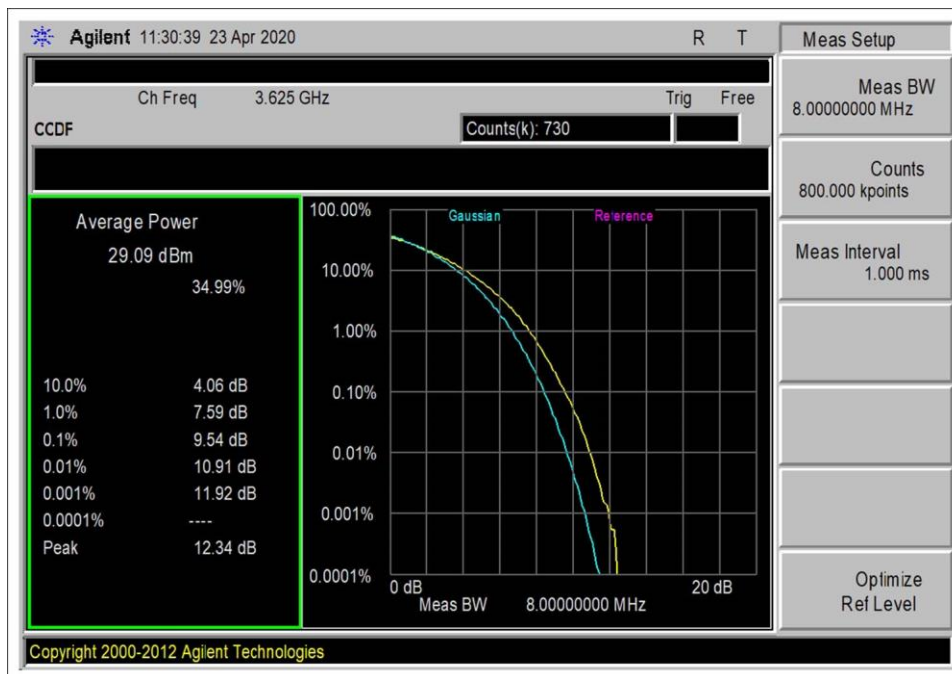 Agilent 11:30:39 23 Apr 2020 R T
Meas Setup
Ch Freq 3.625 GHz Trig Free
CCDF Counts(k): 730
Average Power
29.09 dBm
34.99%
10.0% 4.06 dB
1.0% 7.59 dB
0.1% 9.54 dB
0.01% 10.91 dB
0.001% 11.92 dB
0.0001% ----
Peak 12.34 dB
Gaussian Reference
100.00%
10.00%
1.00%
0.10%
0.01%
0.001%
0.0001%
0 dB 20 dB
Meas BW 8.00000000 MHz
Meas BW
8.00000000 MHz
Counts
800.000 kpoints
Meas Interval
1.000 ms
Optimize
Ref Level
Copyright 2000-2012 Agilent Technologies